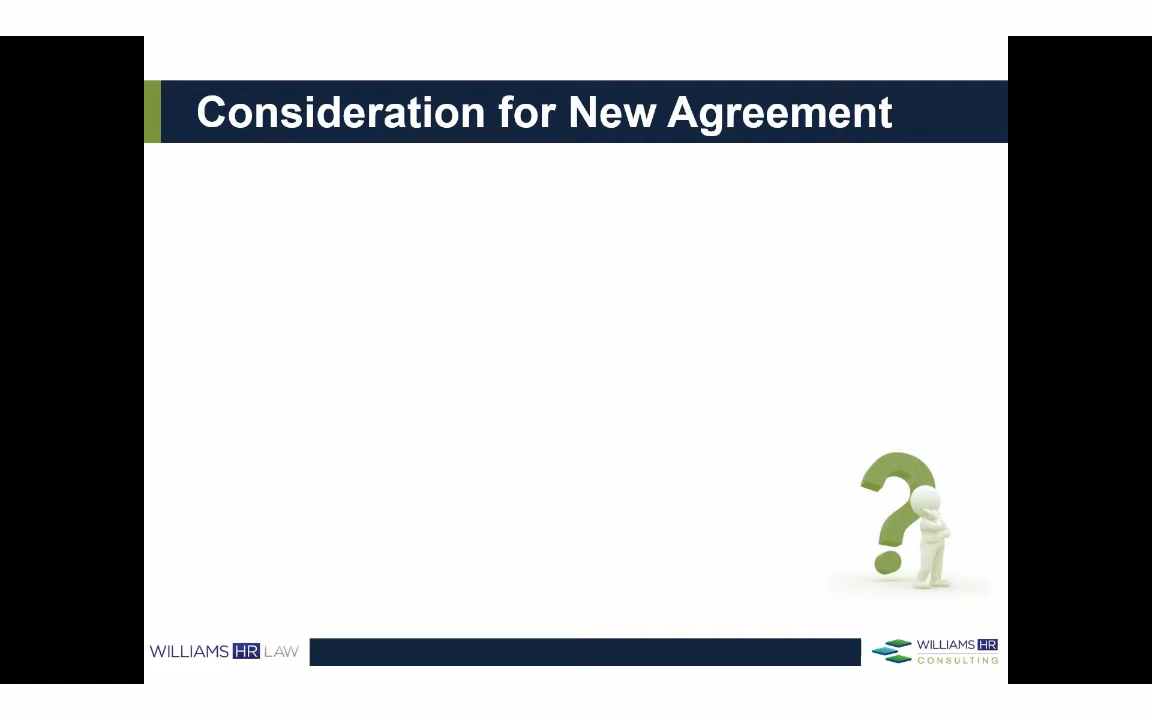 Consideration for New Agreement
WILLIAMS HR LAW
WILLIAMS HR
CONSULTING